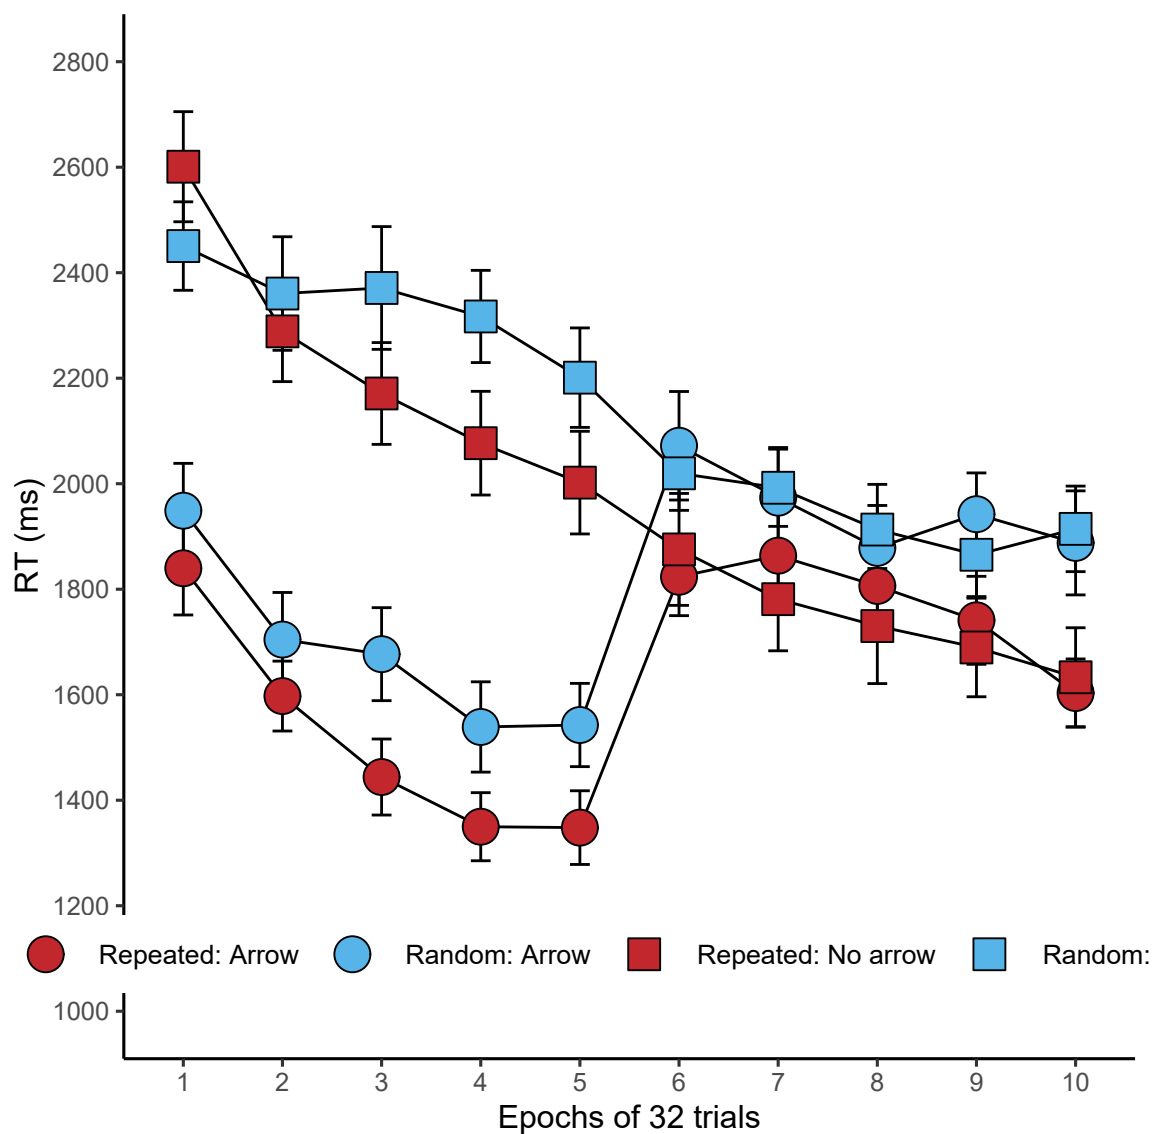 2800
2600
2400
2200
2000
1800
1600
1400
1200
1000
RT (ms)
Repeated: Arrow Random: Arrow Repeated: No arrow Random:
1 2 3 4 5 6 7 8 9 10
Epochs of 32 trials